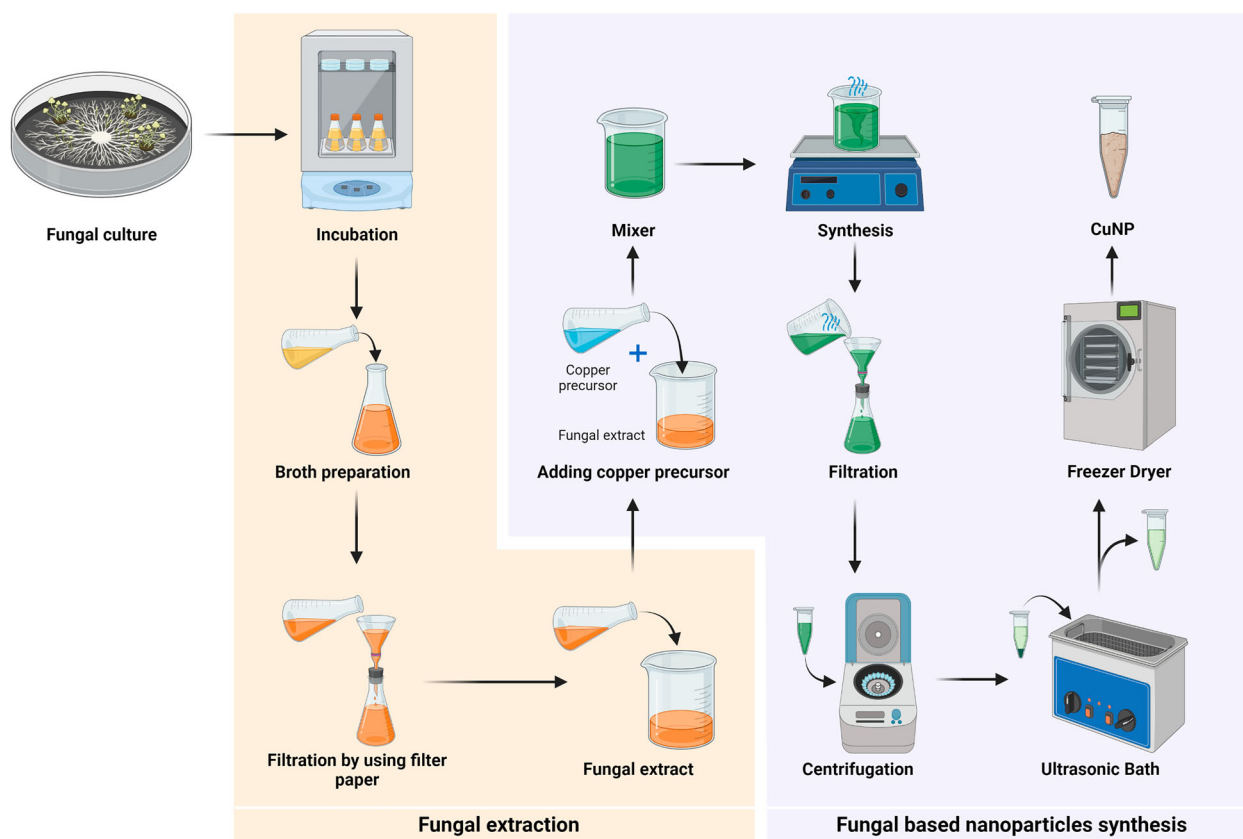 Fungal culture
Incubation
Broth preparation
Filtration by using filter
paper
Fungal extract
Copper
precursor
+
Fungal extract
Adding copper precursor
Mixer
Synthesis
Filtration
Centrifugation
Ultrasonic Bath
Freezer Dryer
CuNP
Fungal extraction
Fungal based nanoparticles synthesis